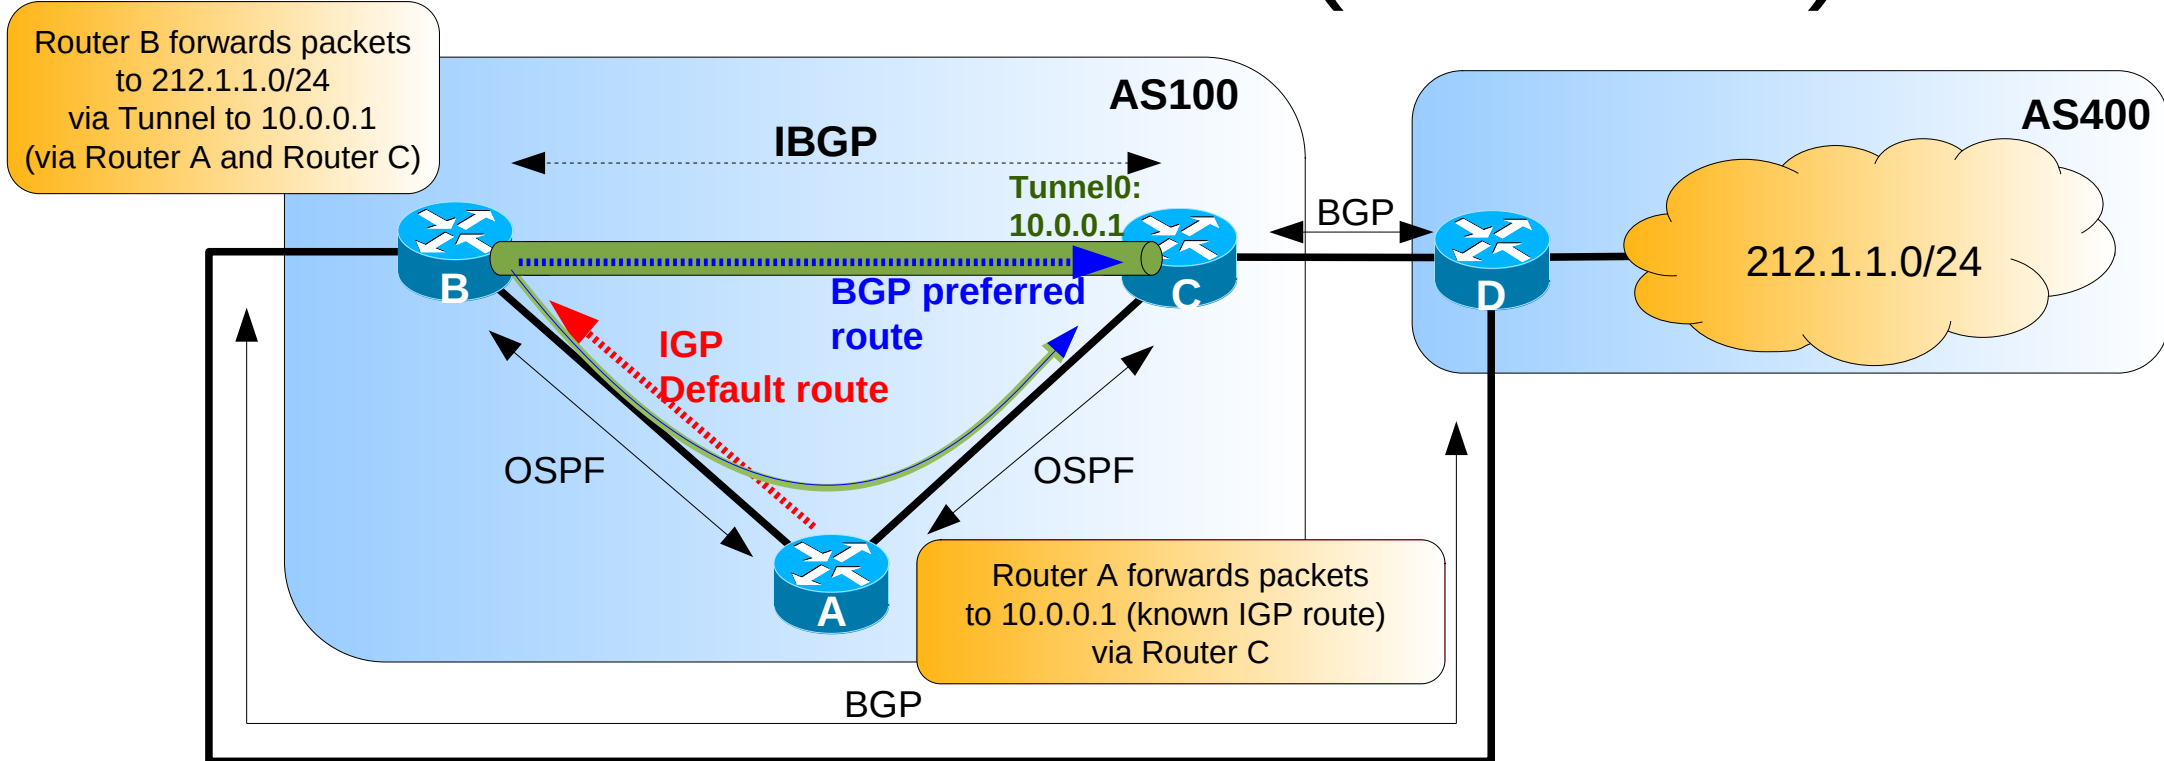 Router B forwards packets
to 212.1.1.0/24
via Tunnel to 10.0.0.1
(via Router A and Router C)
AS100
AS400
IBGP
Tunnel0:
10.0.0.1
BGP
212.1.1.0/24
B
C
D
BGP preferred
route
IGP
Default route
OSPF
OSPF
A
Router A forwards packets
to 10.0.0.1 (known IGP route)
via Router C
BGP